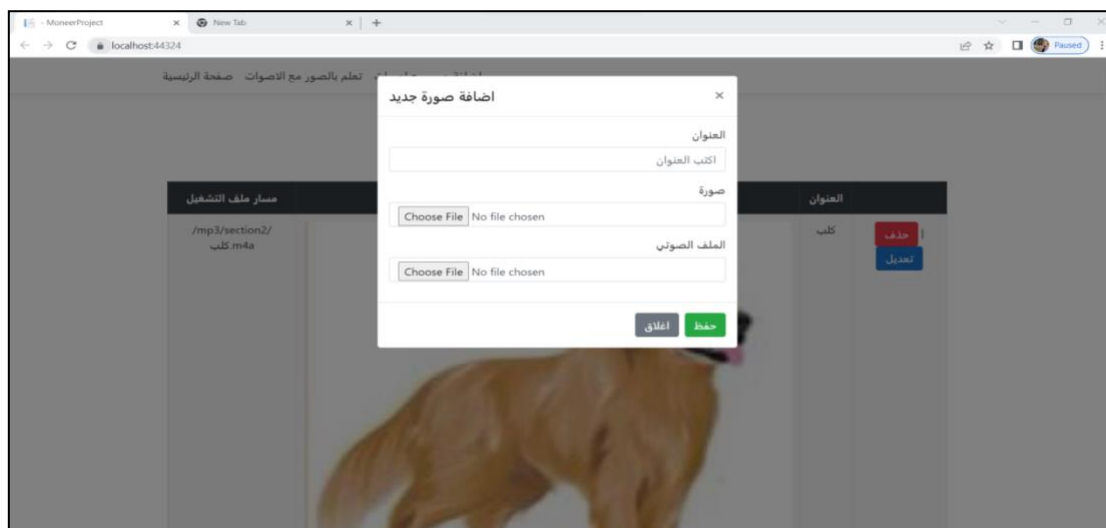 - MoneerProject
New Tab
localhost:44324
Paused
صفحة الرئيسية تعلم بالصور مع الاصوات
اضافة صورة جديد
×
العنوان
اكتب العنوان
صورة
Choose File No file chosen
الملف الصوتي
Choose File No file chosen
حفظ
اغلاق
العنوان
مسار ملف التشغيل
حذف |
تعديل
كلب
/mp3/section2/
كلب.m4a